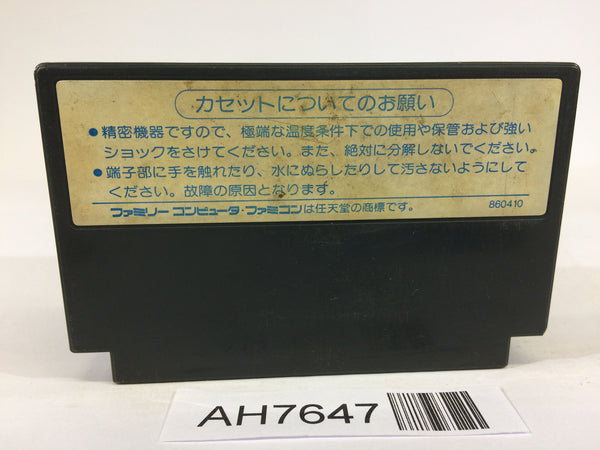 カセットについてのお願い
●精密機器ですので、極端な温度条件下での使用や保管および強い
ショックをさけてください。また、絶対に分解しないでください。
●端子部に手を触れたり、水にぬらしたりして汚さないようにして
ください。故障の原因となります。
ファミリーコンピュータ・ファミコンは任天堂の商標です。 860410
AH7647